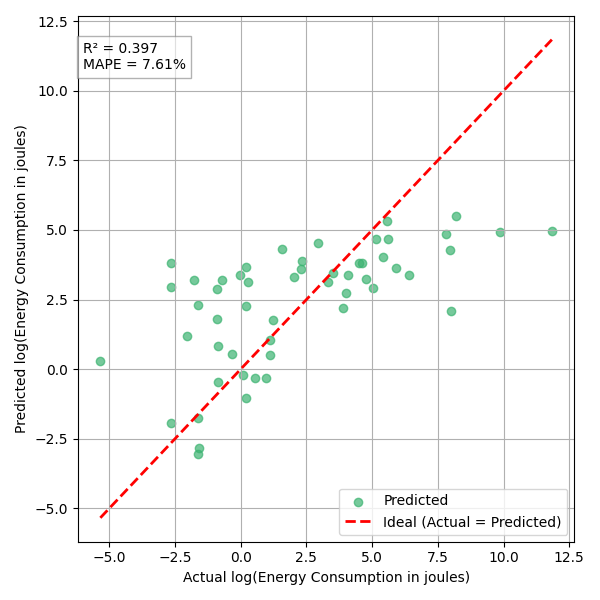 R² = 0.397
MAPE = 7.61%
12.5
10.0
7.5
5.0
2.5
0.0
−2.5
−5.0
Predicted log(Energy Consumption in joules)
Predicted
Ideal (Actual = Predicted)
−5.0 −2.5 0.0 2.5 5.0 7.5 10.0 12.5
Actual log(Energy Consumption in joules)